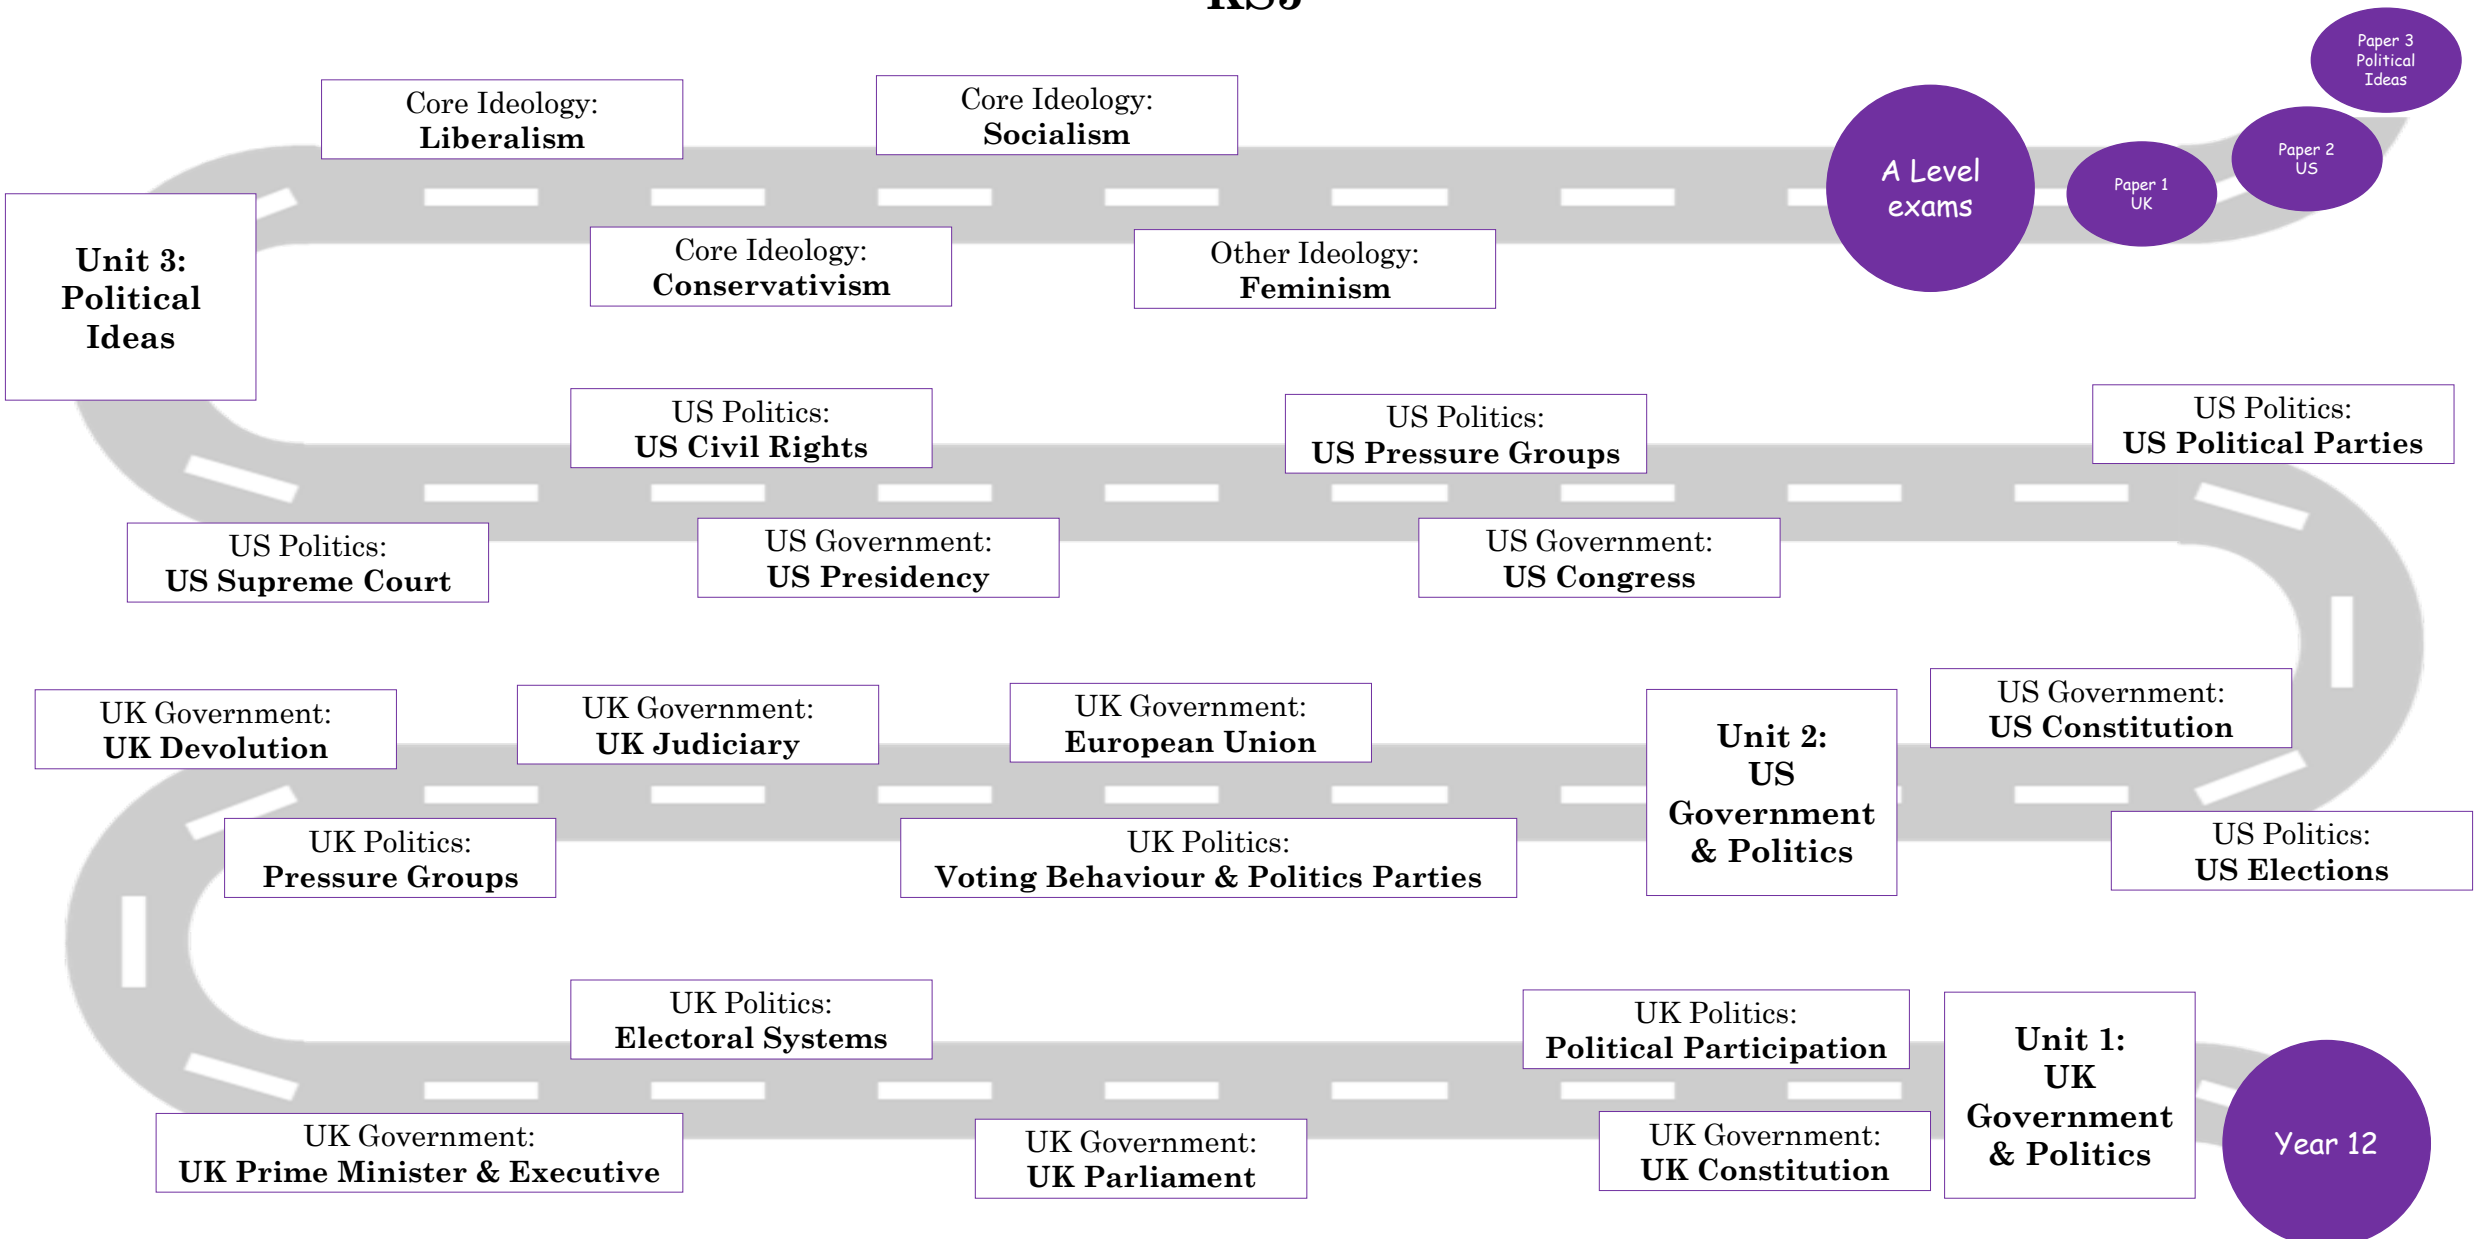 Paper 3
Political
Ideas
Core Ideology:
Liberalism
Core Ideology:
Socialism
A Level
exams
Paper 1
UK
Paper 2
US
Unit 3:
Political
Ideas
Core Ideology:
Conservativism
Other Ideology:
Feminism
US Politics:
US Civil Rights
US Politics:
US Pressure Groups
US Politics:
US Political Parties
US Politics:
US Supreme Court
US Government:
US Presidency
US Government:
US Congress
UK Government:
UK Devolution
UK Government:
UK Judiciary
UK Government:
European Union
Unit 2:
US
Government
& Politics
US Government:
US Constitution
UK Politics:
Pressure Groups
UK Politics:
Voting Behaviour & Politics Parties
US Politics:
US Elections
UK Politics:
Electoral Systems
UK Politics:
Political Participation
Unit 1:
UK
Government
& Politics
Year 12
UK Government:
UK Prime Minister & Executive
UK Government:
UK Parliament
UK Government:
UK Constitution